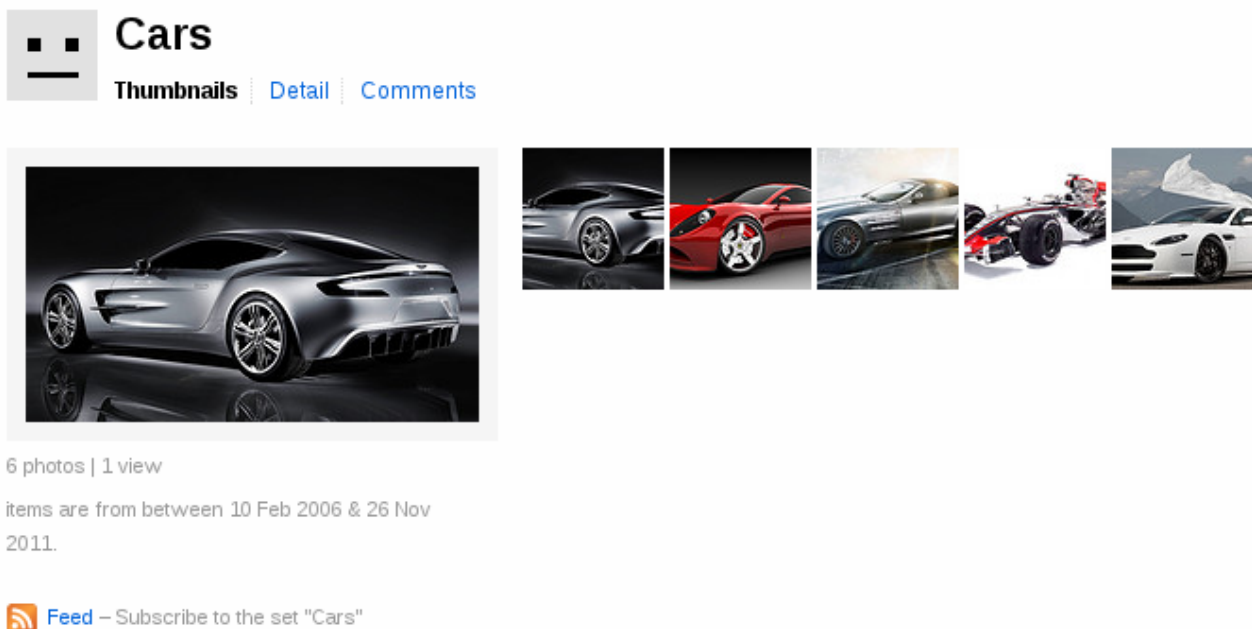 Cars
Thumbnails Detail Comments
6 photos | 1 view
items are from between 10 Feb 2006 & 26 Nov
2011.
Feed – Subscribe to the set "Cars"